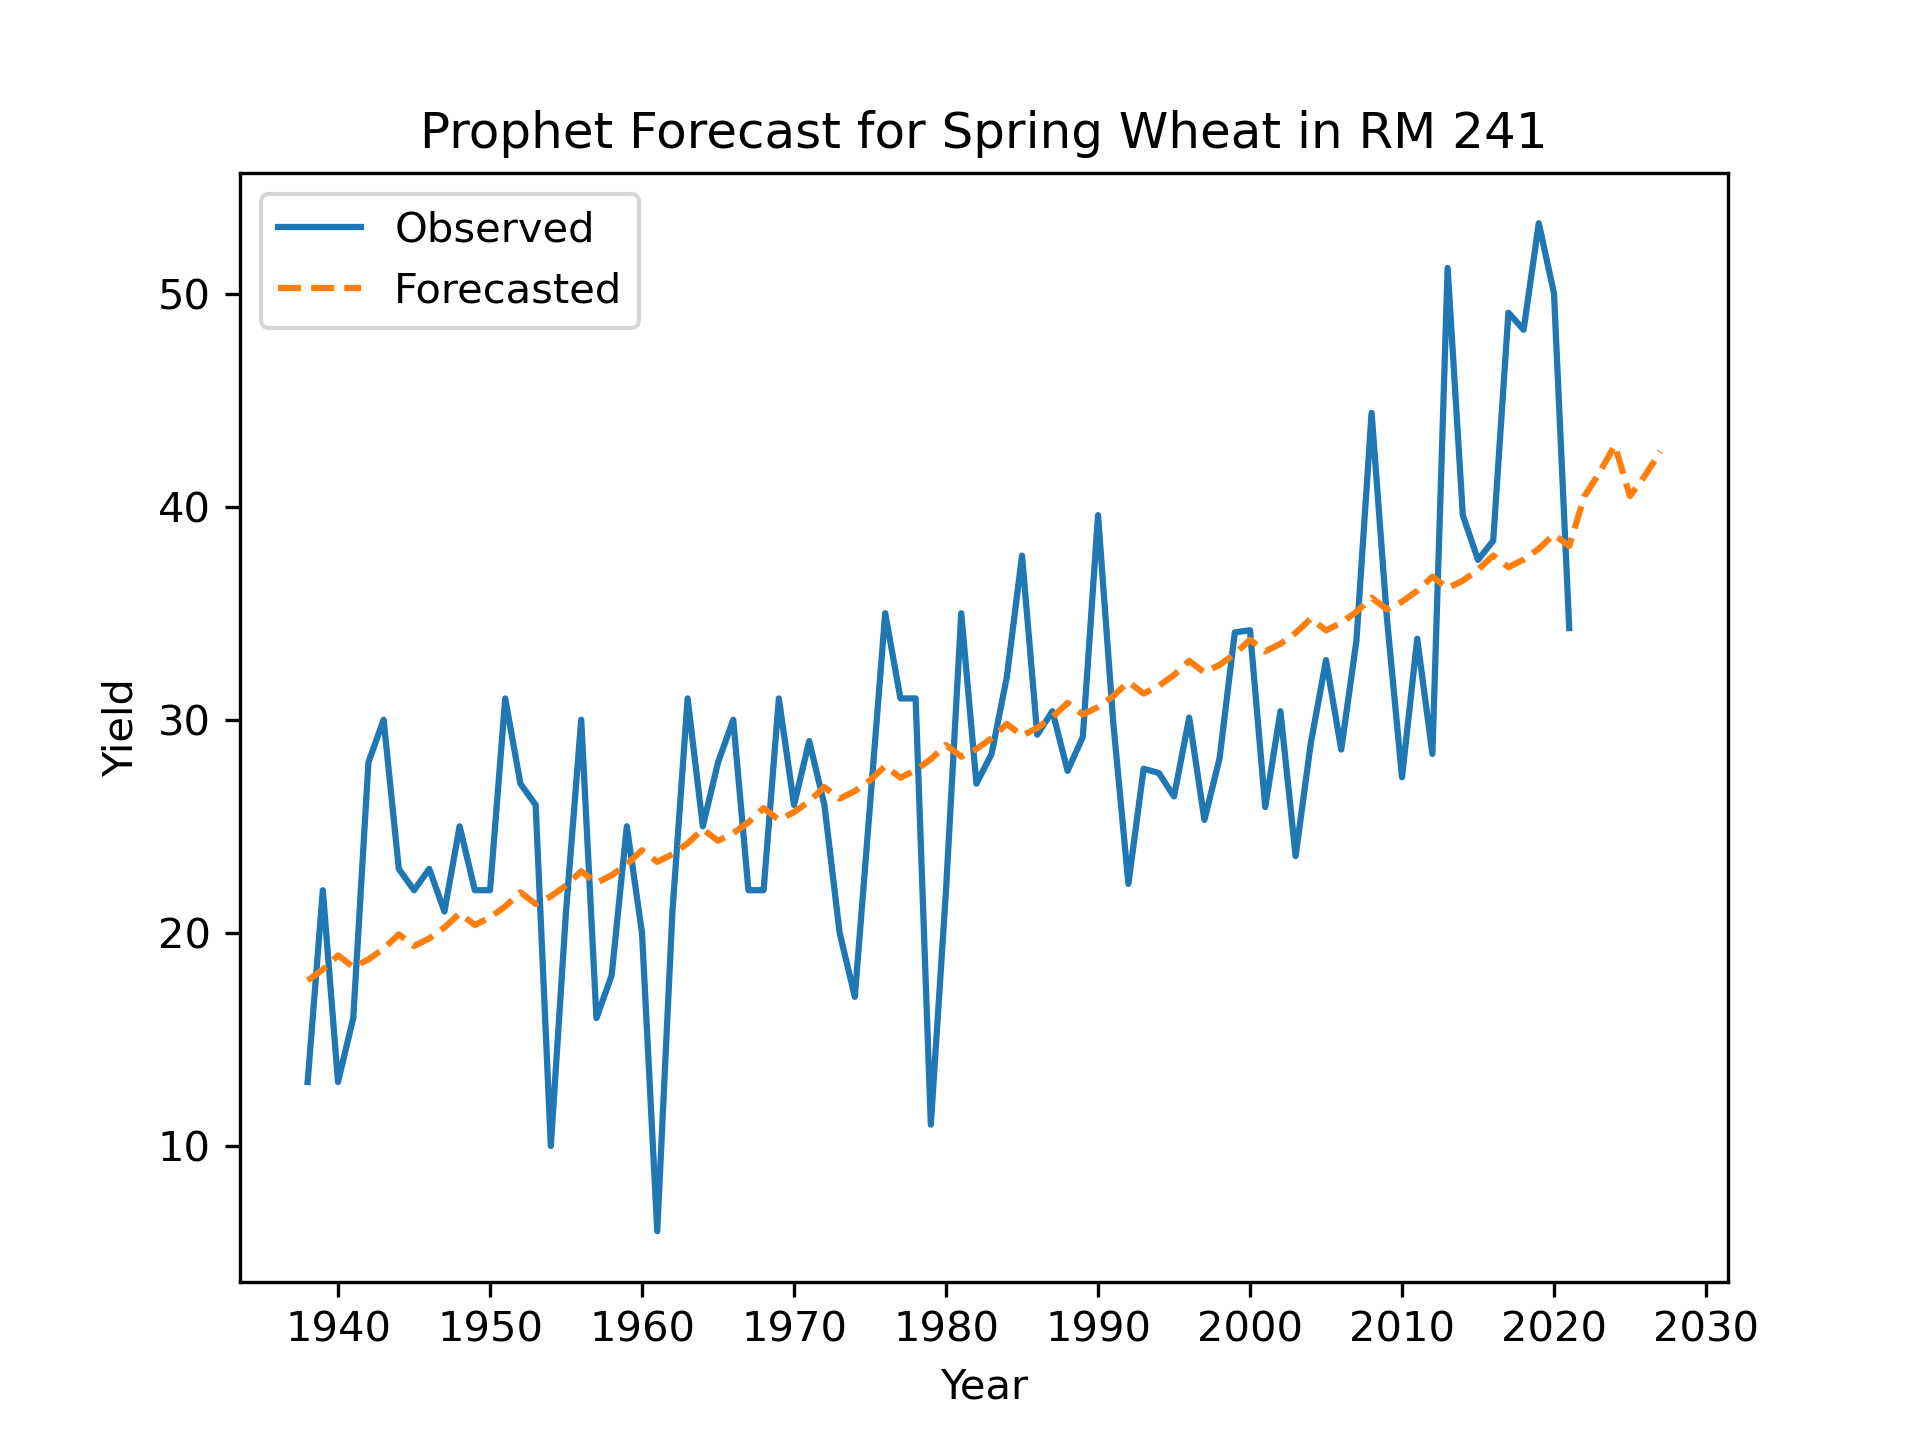 Prophet Forecast for Spring Wheat in RM 241
Observed
Forecasted
50
40
30
20
10
Yield
1940 1950 1960 1970 1980 1990 2000 2010 2020 2030
Year